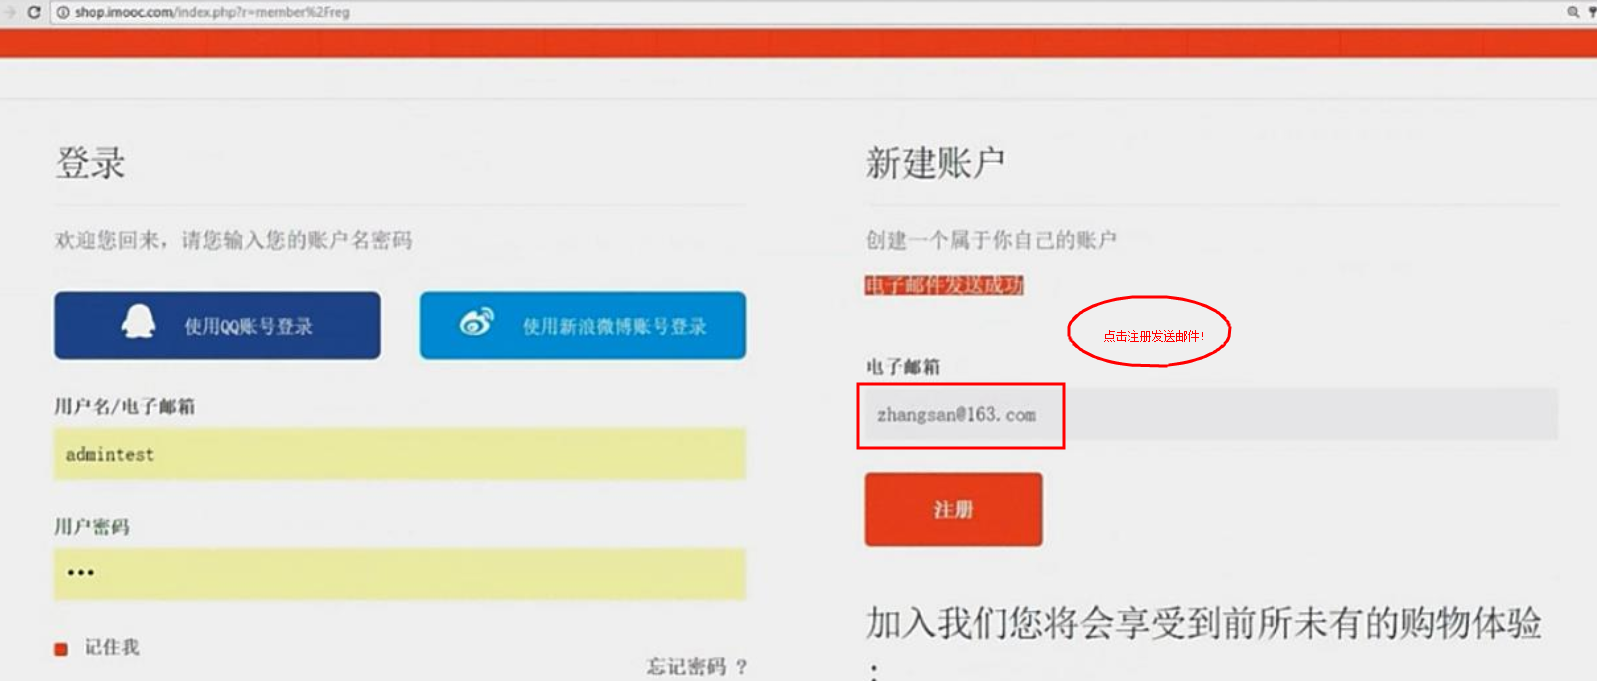 shop.imooc.com/index.php?r=member%2Freg
登录
欢迎您回来，请您输入您的账户名密码
使用QQ账号登录
使用新浪微博账号登录
用户名/电子邮箱
admintest
用户密码
•••
记住我
忘记密码 ?
新建账户
创建一个属于你自己的账户
电子邮件发送成功
点击注册发送邮件!
电子邮箱
zhangsan@163.com
注册
加入我们您将会享受到前所未有的购物体验
: